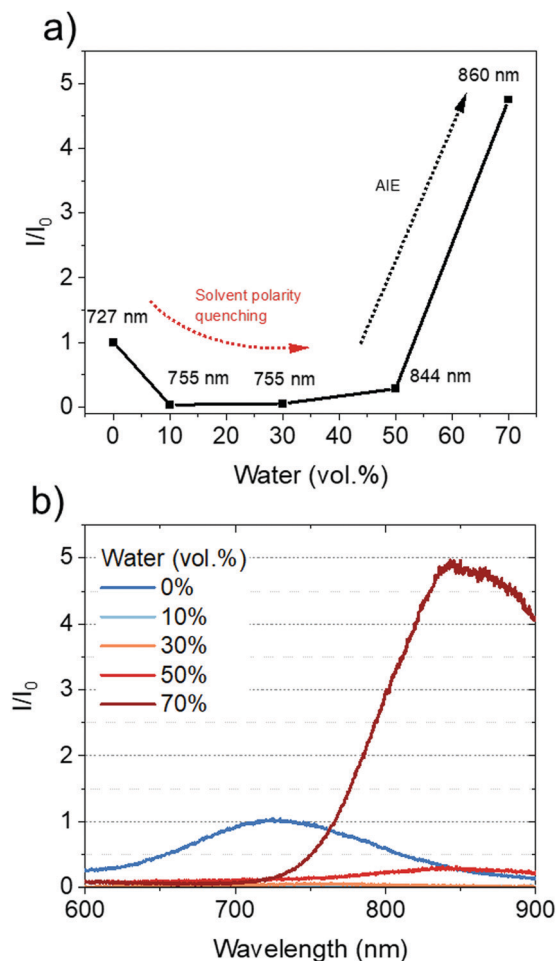 a)
860 nm
5
4
3
2
1
0
I/I0
AIE
Solvent polarity
quenching
727 nm
755 nm
755 nm
844 nm
0 10 20 30 40 50 60 70
Water (vol.%)
b)
Water (vol.%)
0%
10%
30%
50%
70%
5
4
3
2
1
0
I/I0
600 700 800 900
Wavelength (nm)